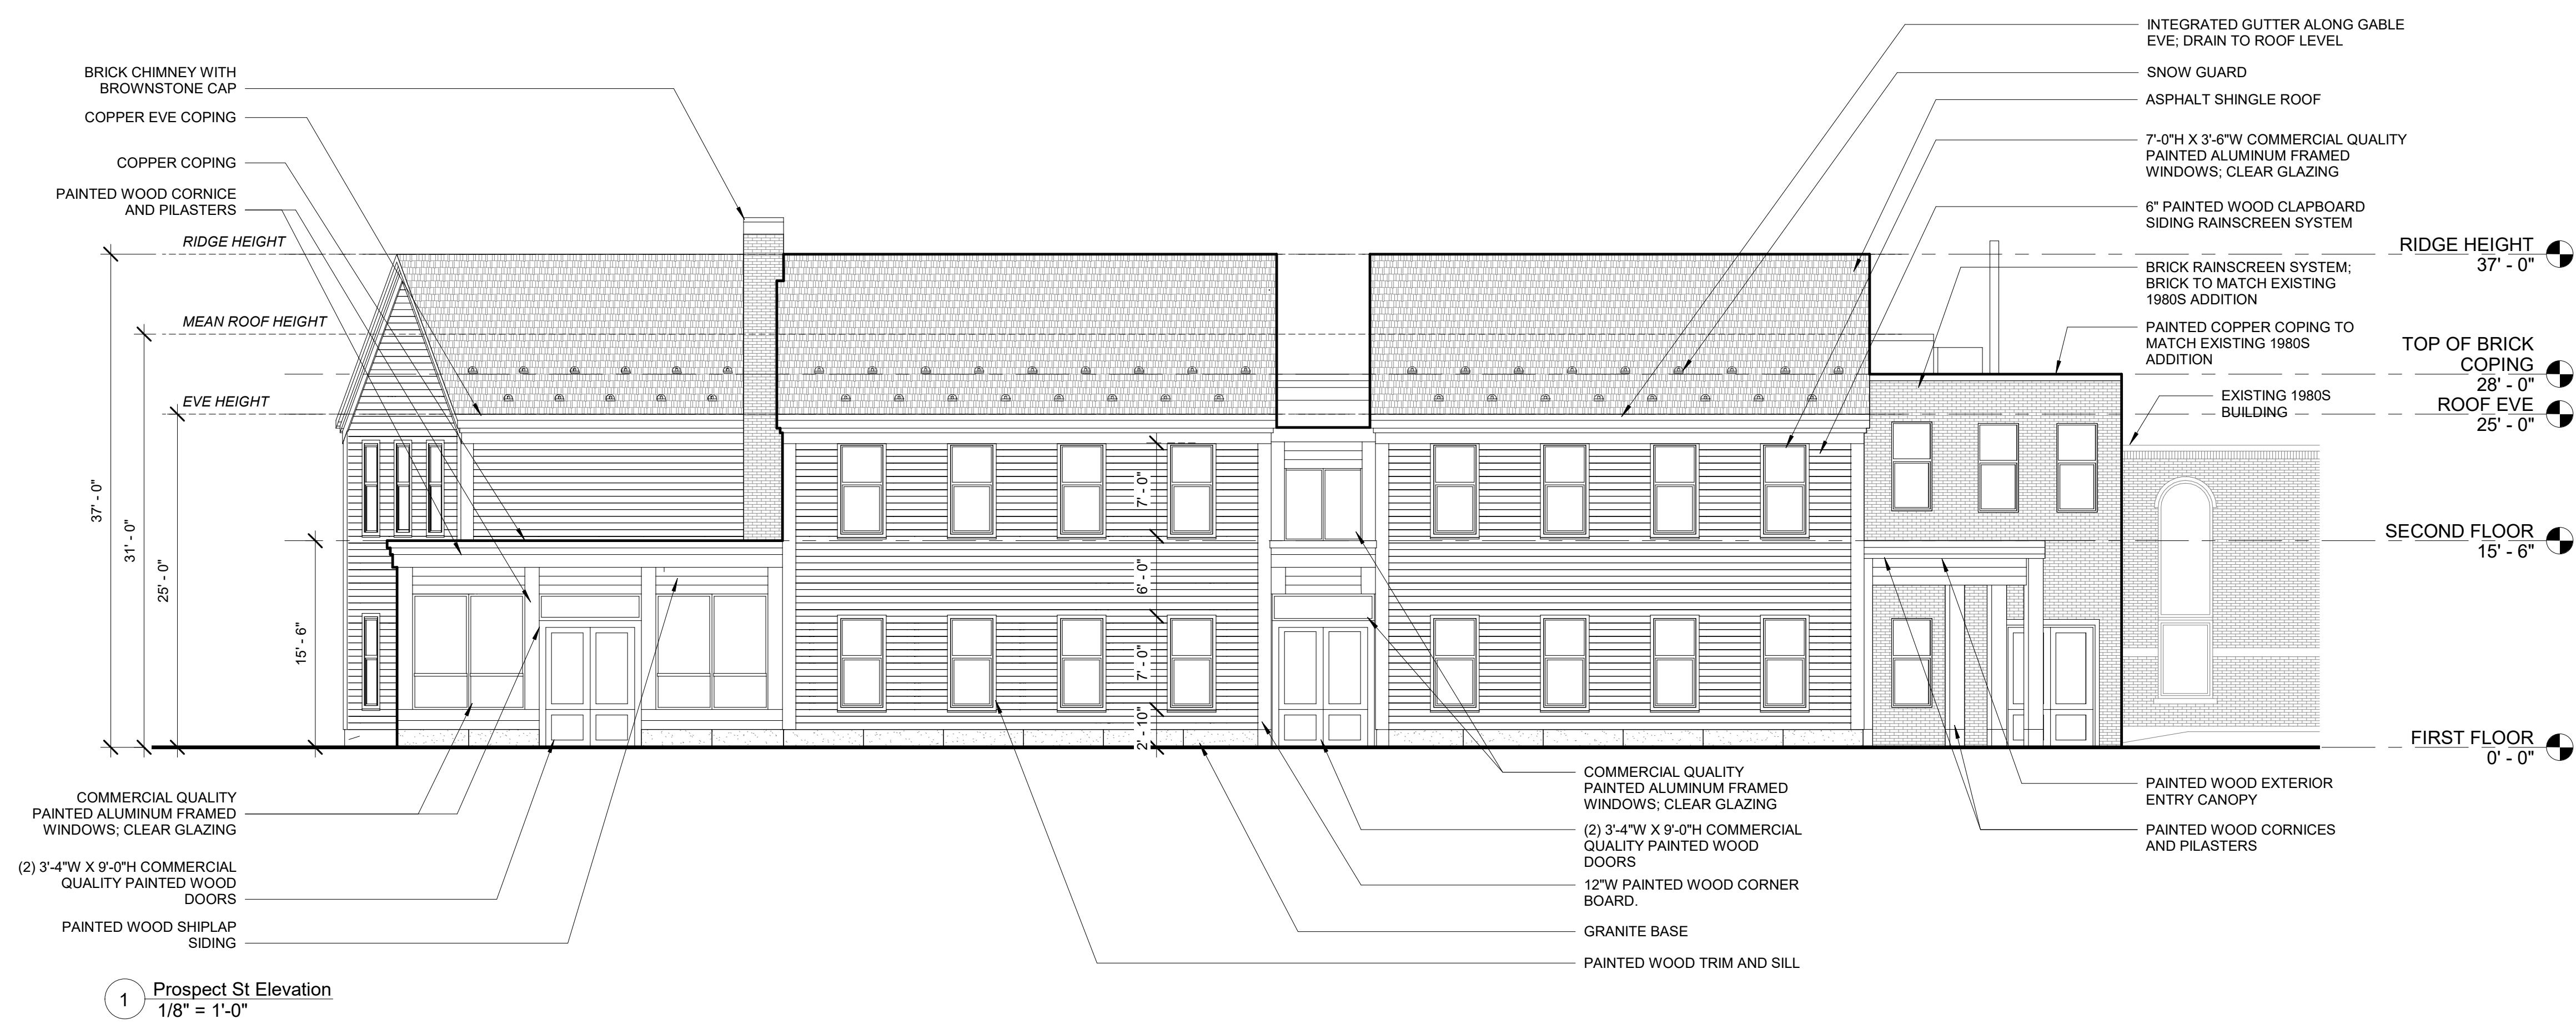 BRICK CHIMNEY WITH
BROWNSTONE CAP
COPPER EVE COPING
COPPER COPING
PAINTED WOOD CORNICE
AND PILASTERS
RIDGE HEIGHT
MEAN ROOF HEIGHT
EVE HEIGHT
37' - 0"
31' - 0"
25' - 0"
15' - 6"
7' - 0"
6' - 0"
7' - 0"
2' - 10"
INTEGRATED GUTTER ALONG GABLE
EVE; DRAIN TO ROOF LEVEL
SNOW GUARD
ASPHALT SHINGLE ROOF
7'-0"H X 3'-6"W COMMERCIAL QUALITY
PAINTED ALUMINUM FRAMED
WINDOWS; CLEAR GLAZING
6" PAINTED WOOD CLAPBOARD
SIDING RAINSCREEN SYSTEM
BRICK RAINSCREEN SYSTEM;
BRICK TO MATCH EXISTING
1980S ADDITION
PAINTED COPPER COPING TO
MATCH EXISTING 1980S
ADDITION
EXISTING 1980S
BUILDING
RIDGE HEIGHT
37' - 0"
TOP OF BRICK
COPING
28' - 0"
ROOF EVE
25' - 0"
SECOND FLOOR
15' - 6"
FIRST FLOOR
0' - 0"
COMMERCIAL QUALITY
PAINTED ALUMINUM FRAMED
WINDOWS; CLEAR GLAZING
(2) 3'-4"W X 9'-0"H COMMERCIAL
QUALITY PAINTED WOOD
DOORS
PAINTED WOOD SHIPLAP
SIDING
COMMERCIAL QUALITY
PAINTED ALUMINUM FRAMED
WINDOWS; CLEAR GLAZING
(2) 3'-4"W X 9'-0"H COMMERCIAL
QUALITY PAINTED WOOD
DOORS
12"W PAINTED WOOD CORNER
BOARD.
GRANITE BASE
PAINTED WOOD TRIM AND SILL
PAINTED WOOD EXTERIOR
ENTRY CANOPY
PAINTED WOOD CORNICES
AND PILASTERS
1
Prospect St Elevation
1/8" = 1'-0"